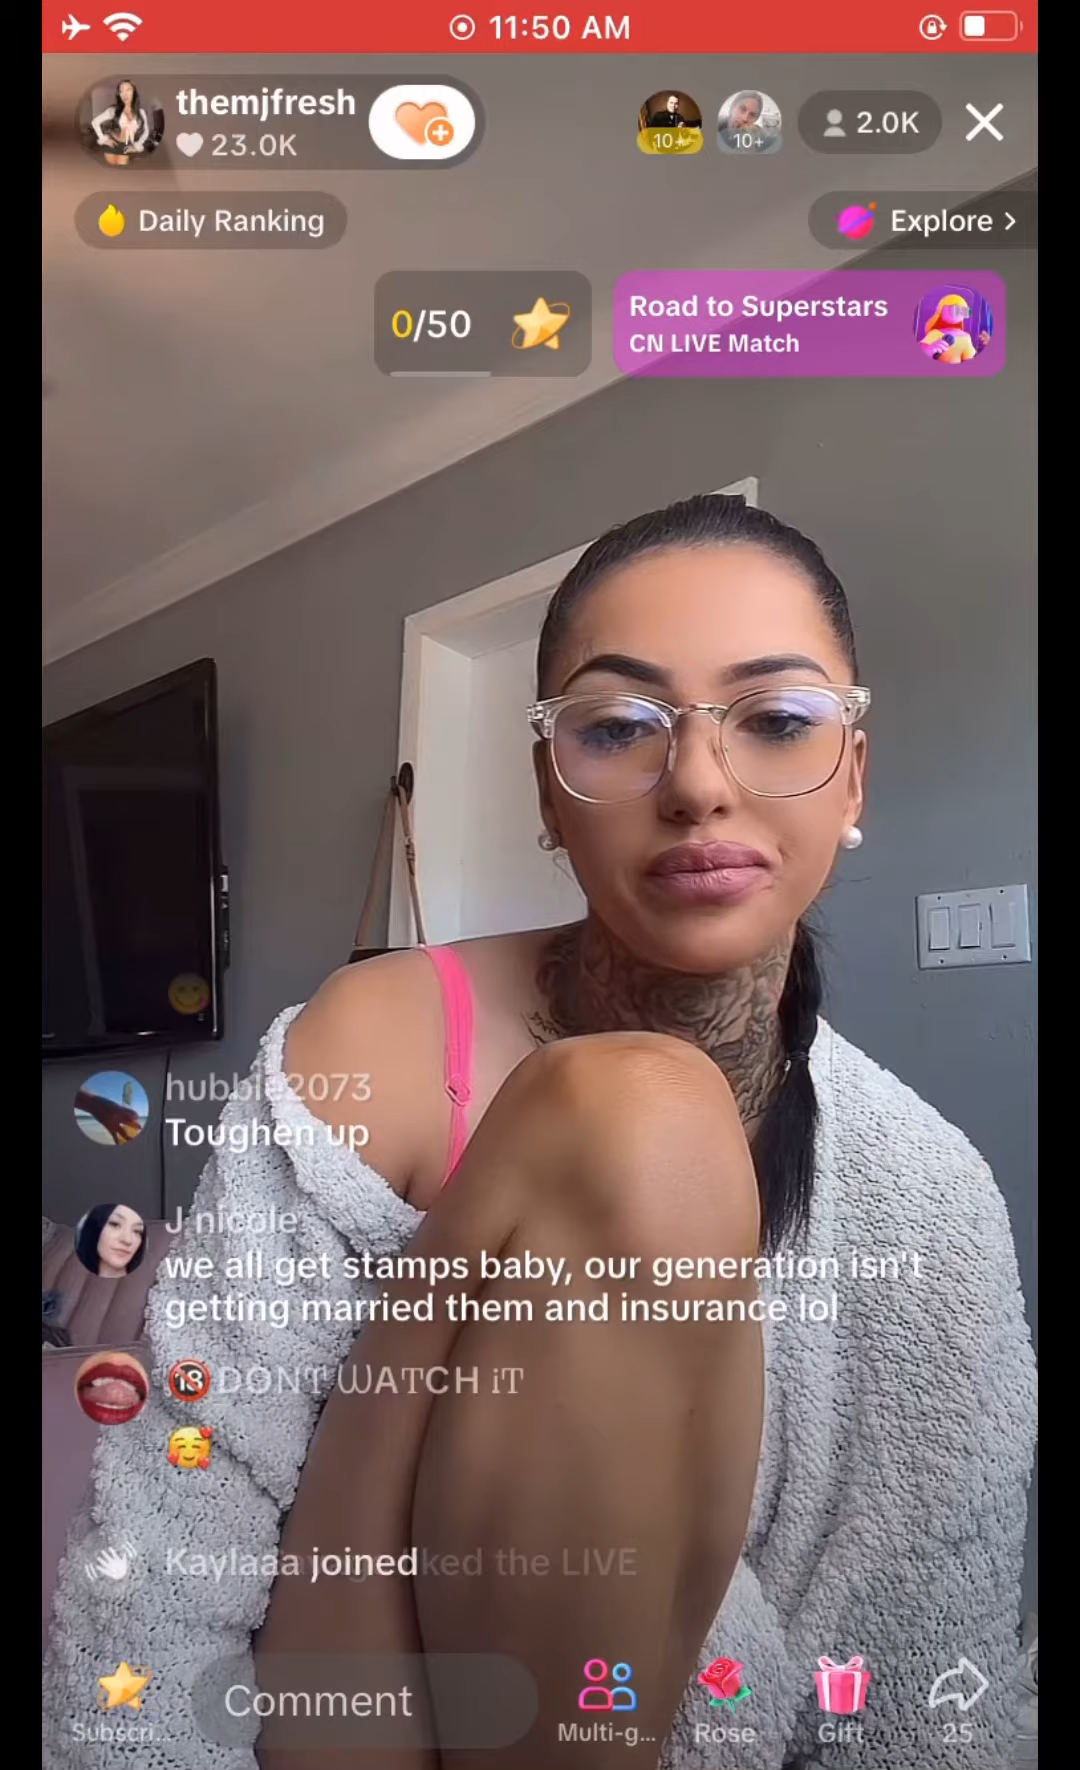 11:50 AM
themjfresh
23.0K
10+
10+
2.0K
Daily Ranking
Explore >
0/50
Road to Superstars
CN LIVE Match
hubbie2073
Toughen up
J nicole
we all get stamps baby, our generation isn't
getting married them and insurance lol
🔞DONT WATCH iT
🥰
Kaylaaa joined
ked the LIVE
Subscri...
Comment
Multi-g...
Rose
Gift
25